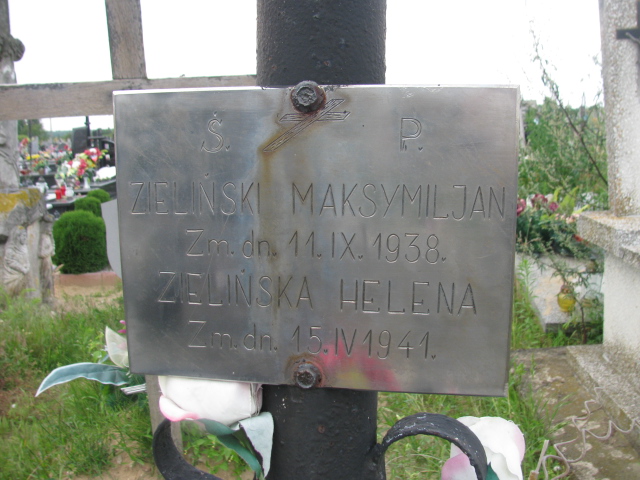 Ś. P.
ZIELIŃSKI MAKSYMILJAN
Zm. dn. 11. IX. 1938.
ZIELIŃSKA HELENA
Zm. dn. 15. IV 1941.